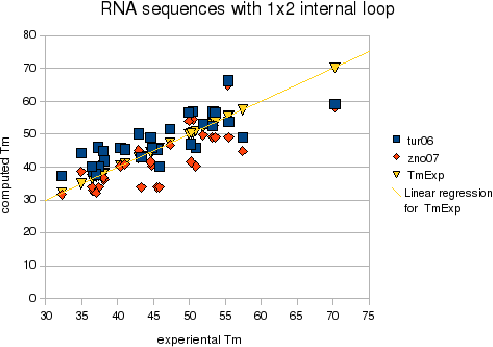 RNA sequences with 1x2 internal loop
80
70
60
50
40
30
20
10
0
computed Tm
30 35 40 45 50 55 60 65 70 75
experiental Tm
tur06
zno07
TmExp
Linear regression
for TmExp